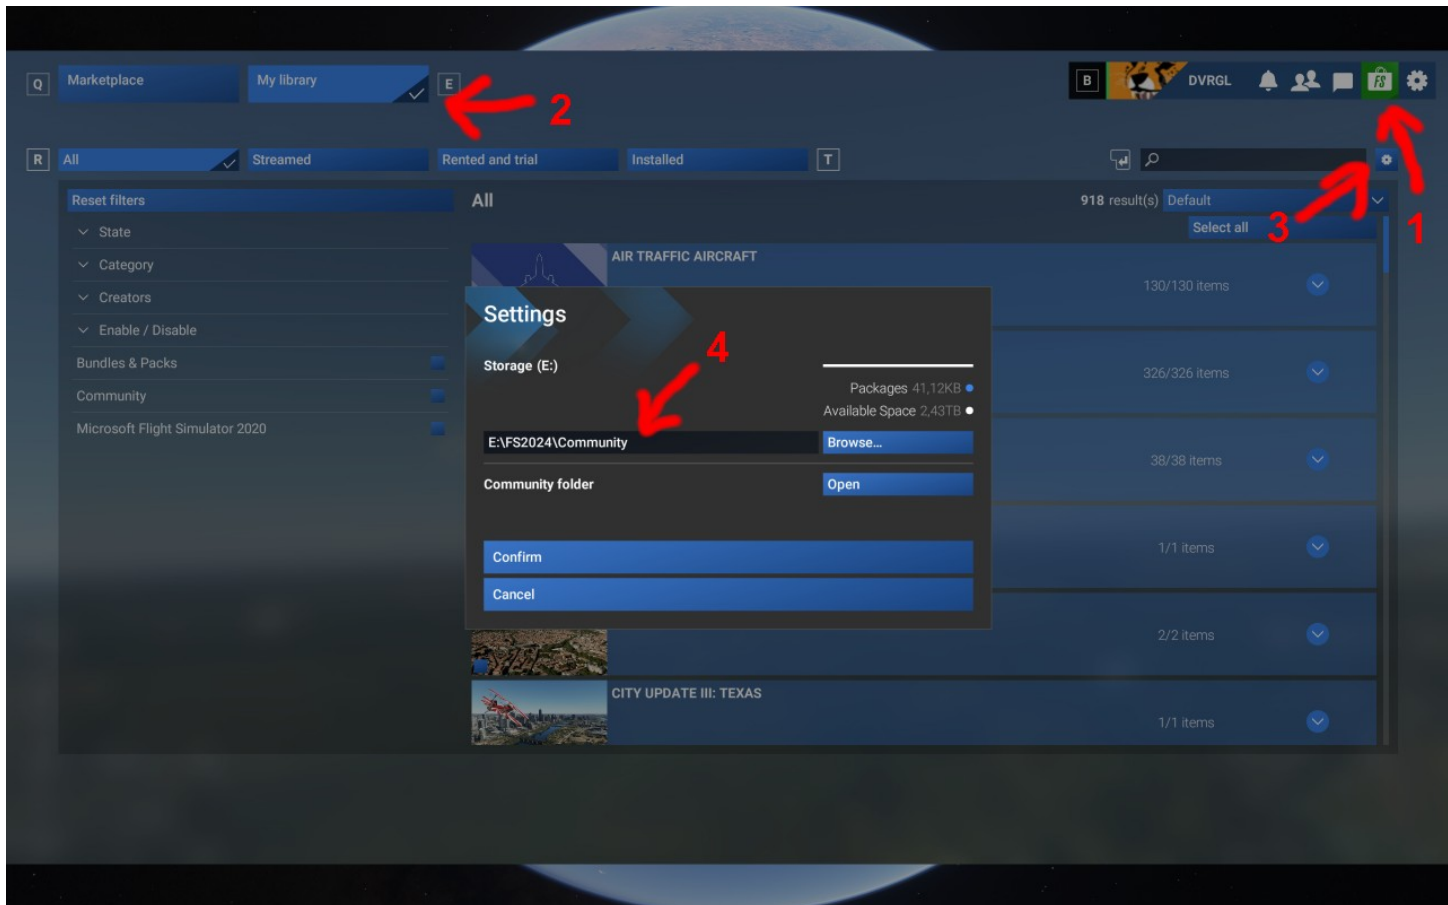 Q
Marketplace
My library
E
2
B
DVRGL
FS
1
R
All
Streamed
Rented and trial
Installed
T
3
Reset filters
State
Category
Creators
Enable / Disable
Bundles & Packs
Community
Microsoft Flight Simulator 2020
All
918 result(s) Default
Select all
AIR TRAFFIC AIRCRAFT
130/130 items
326/326 items
38/38 items
1/1 items
2/2 items
CITY UPDATE III: TEXAS
1/1 items
Settings
4
Storage (E:)
Packages 41,12KB
Available Space 2,43TB
E:\FS2024\Community
Browse...
Community folder
Open
Confirm
Cancel